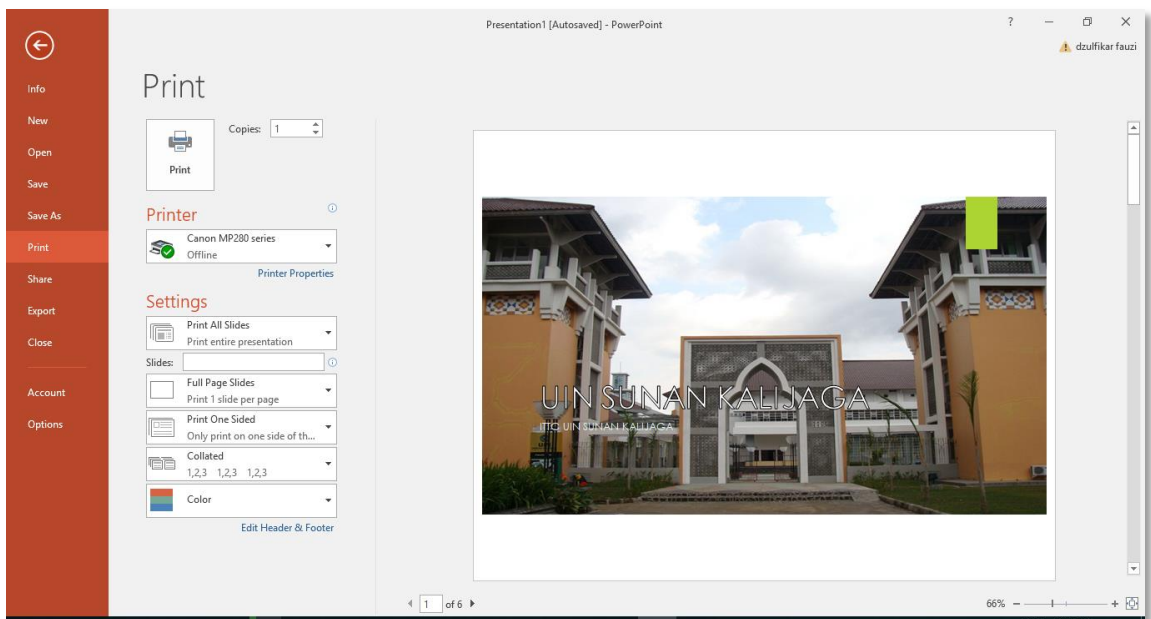 Presentation1 [Autosaved] - PowerPoint
?
dzulfikar fauzi
Info
New
Open
Save
Save As
Print
Share
Export
Close
Account
Options
Print
Print
Copies: 1
Printer
Canon MP280 series
Offline
Printer Properties
Settings
Print All Slides
Print entire presentation
Slides:
Full Page Slides
Print 1 slide per page
Print One Sided
Only print on one side of th...
Collated
1,2,3 1,2,3 1,2,3
Color
Edit Header & Footer
UIN SUNAN KALIJAGA
UIN SUNAN KALIJAGA
1 of 6
66%